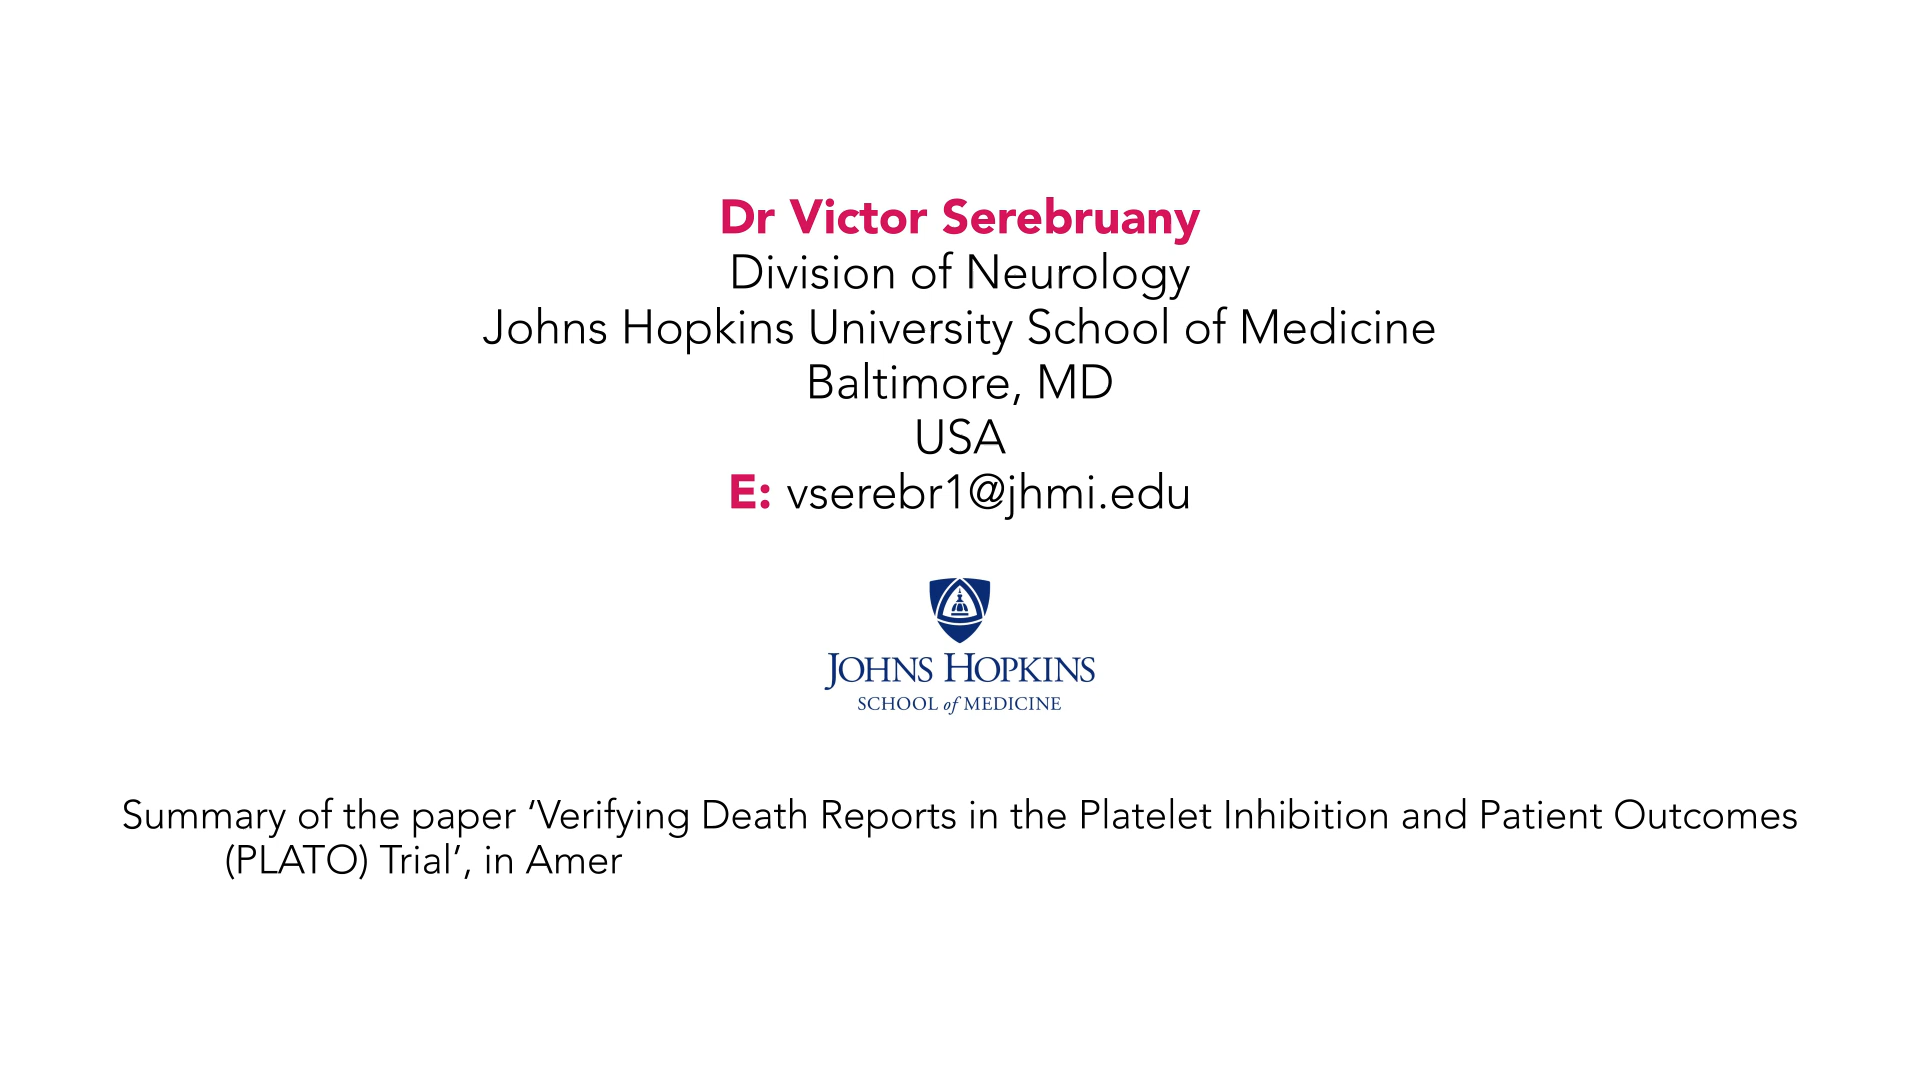 Dr Victor Serebruany
Division of Neurology
Johns Hopkins University School of Medicine
Baltimore, MD
USA
E: vserebr1@jhmi.edu
JOHNS HOPKINS
SCHOOL of MEDICINE
Summary of the paper ‘Verifying Death Reports in the Platelet Inhibition and Patient Outcomes
(PLATO) Trial’, in Amer